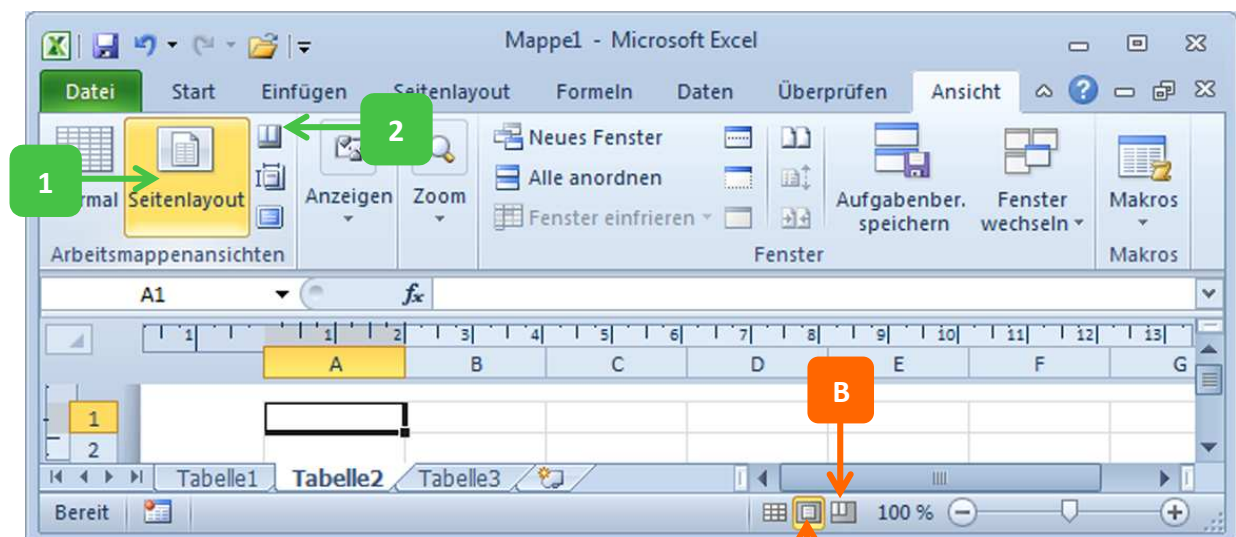 Mappe1 - Microsoft Excel
Datei Start Einfügen Seitenlayout Formeln Daten Überprüfen Ansicht
2
1
Seitenlayout
Anzeigen
Zoom
Neues Fenster
Alle anordnen
Fenster einfrieren
Aufgabenber.
speichern
Fenster
wechseln
Makros
Arbeitsmappenansichten
Fenster
Makros
A1
fx
1 1 2 3 4 5 6 7 8 9 10 11 12 13
A B C D E F G
B
1
2
Tabelle1 Tabelle2 Tabelle3
Bereit
100 %